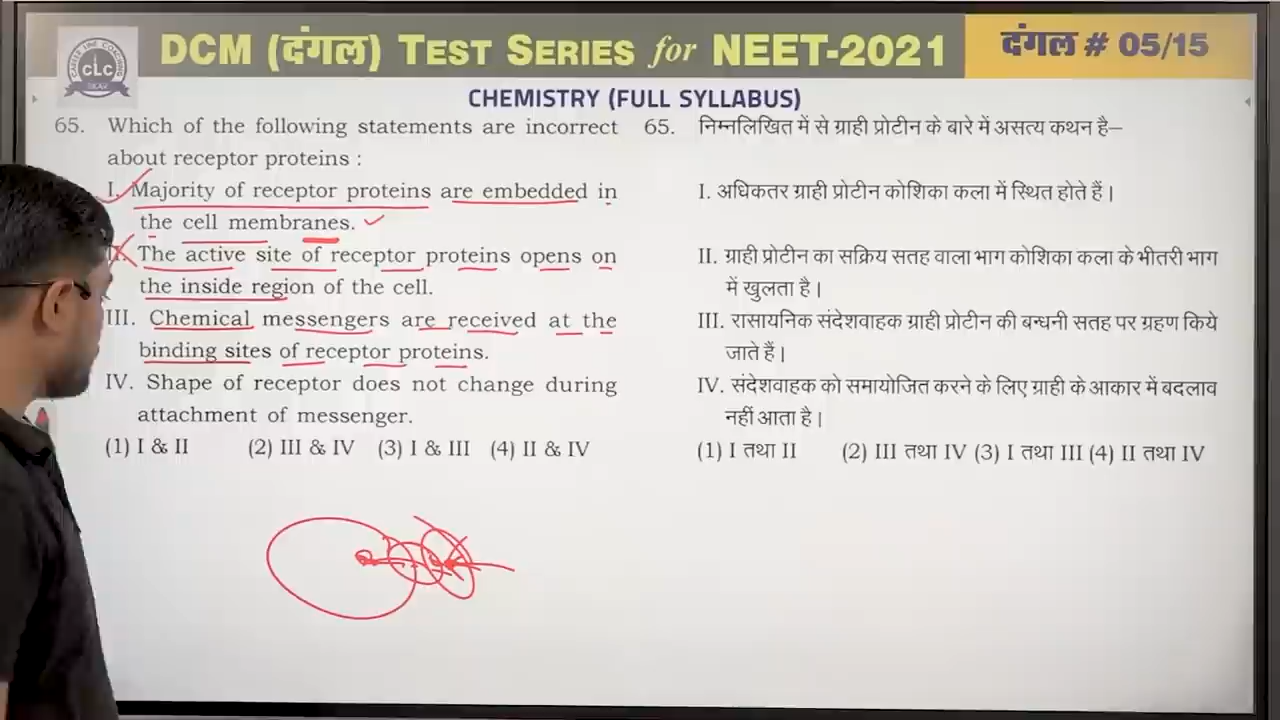 DCM (दंगल) TEST SERIES for NEET-2021
दंगल # 05/15
CLC
CHEMISTRY (FULL SYLLABUS)
65. Which of the following statements are incorrect
about receptor proteins :
I. Majority of receptor proteins are embedded in
the cell membranes.
II. The active site of receptor proteins opens on
the inside region of the cell.
III. Chemical messengers are received at the
binding sites of receptor proteins.
IV. Shape of receptor does not change during
attachment of messenger.
(1) I & II (2) III & IV (3) I & III (4) II & IV
65. निम्नलिखित में से ग्राही प्रोटीन के बारे में असत्य कथन है–
I. अधिकतर ग्राही प्रोटीन कोशिका कला में स्थित होते हैं।
II. ग्राही प्रोटीन का सक्रिय सतह वाला भाग कोशिका कला के भीतरी भाग
में खुलता है।
III. रासायनिक संदेशवाहक ग्राही प्रोटीन की बन्धनी सतह पर ग्रहण किये
जाते हैं।
IV. संदेशवाहक को समायोजित करने के लिए ग्राही के आकार में बदलाव
नहीं आता है।
(1) I तथा II (2) III तथा IV (3) I तथा III (4) II तथा IV